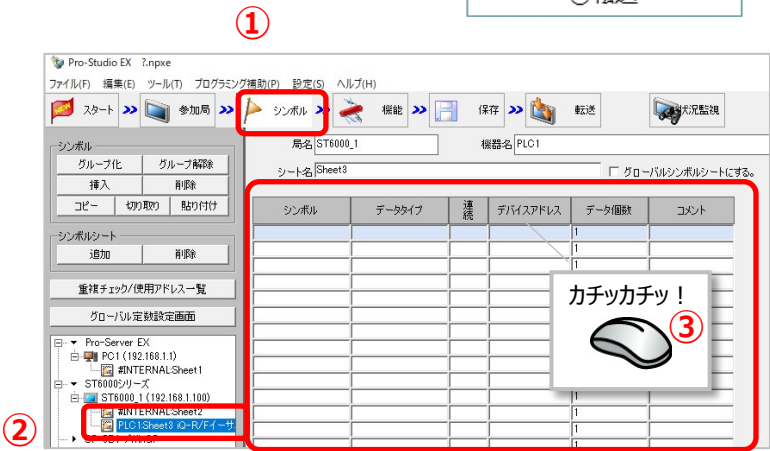 ①
Pro-Studio EX ?.npxe
ファイル(F) 編集(E) ツール(T) プログラミング補助(P) 設定(S) ヘルプ(H)
スタート 参加局 シンボル 機能 保存 転送 状況監視
シンボル
グループ化 グループ解除
挿入 削除
コピー 切り取り 貼り付け
シンボルシート
追加 削除
重複チェック/使用アドレス一覧
グローバル定数設定画面
Pro-Server EX
PC1 (192.168.1.1)
#INTERNAL:Sheet1
ST6000シリーズ
ST6000_1 (192.168.1.100)
#INTERNAL:Sheet2
PLC1:Sheet3 iQ-R/Fイーサ
②
局名 ST6000_1 機器名 PLC1
シート名 Sheet3 グローバルシンボルシートにする。
シンボル データタイプ 連続 デバイスアドレス データ個数 コメント
1
1
1
カチッカチッ！
③
1
1
1
1